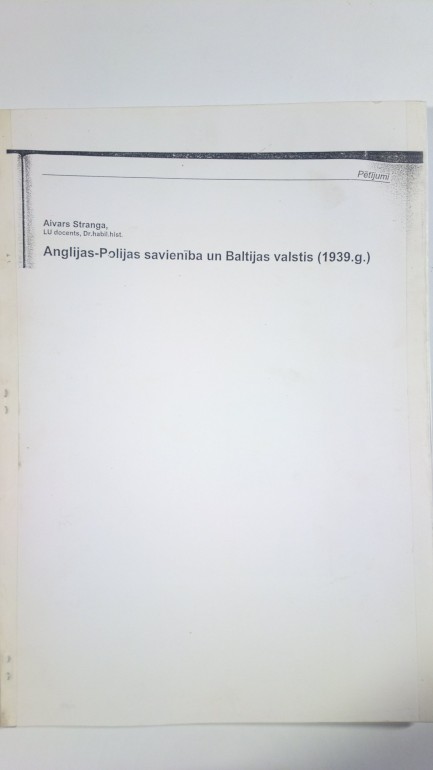 Pētījumi
Aivars Stranga,
LU docents, Dr.habil.hist.
Anglijas-Polijas savienība un Baltijas valstis (1939.g.)